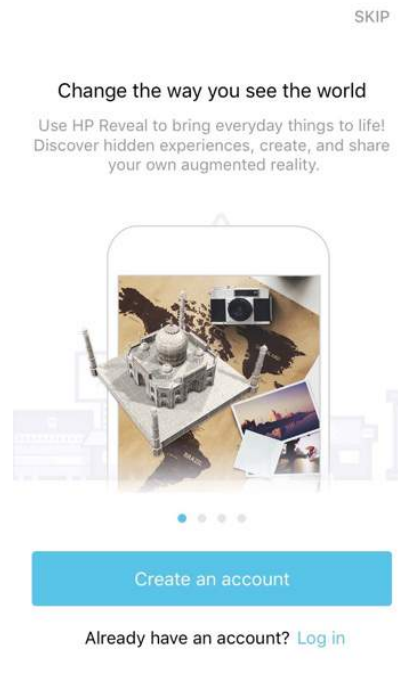 SKIP
Change the way you see the world
Use HP Reveal to bring everyday things to life!
Discover hidden experiences, create, and share
your own augmented reality.
BRAZIL
Create an account
Already have an account? Log in